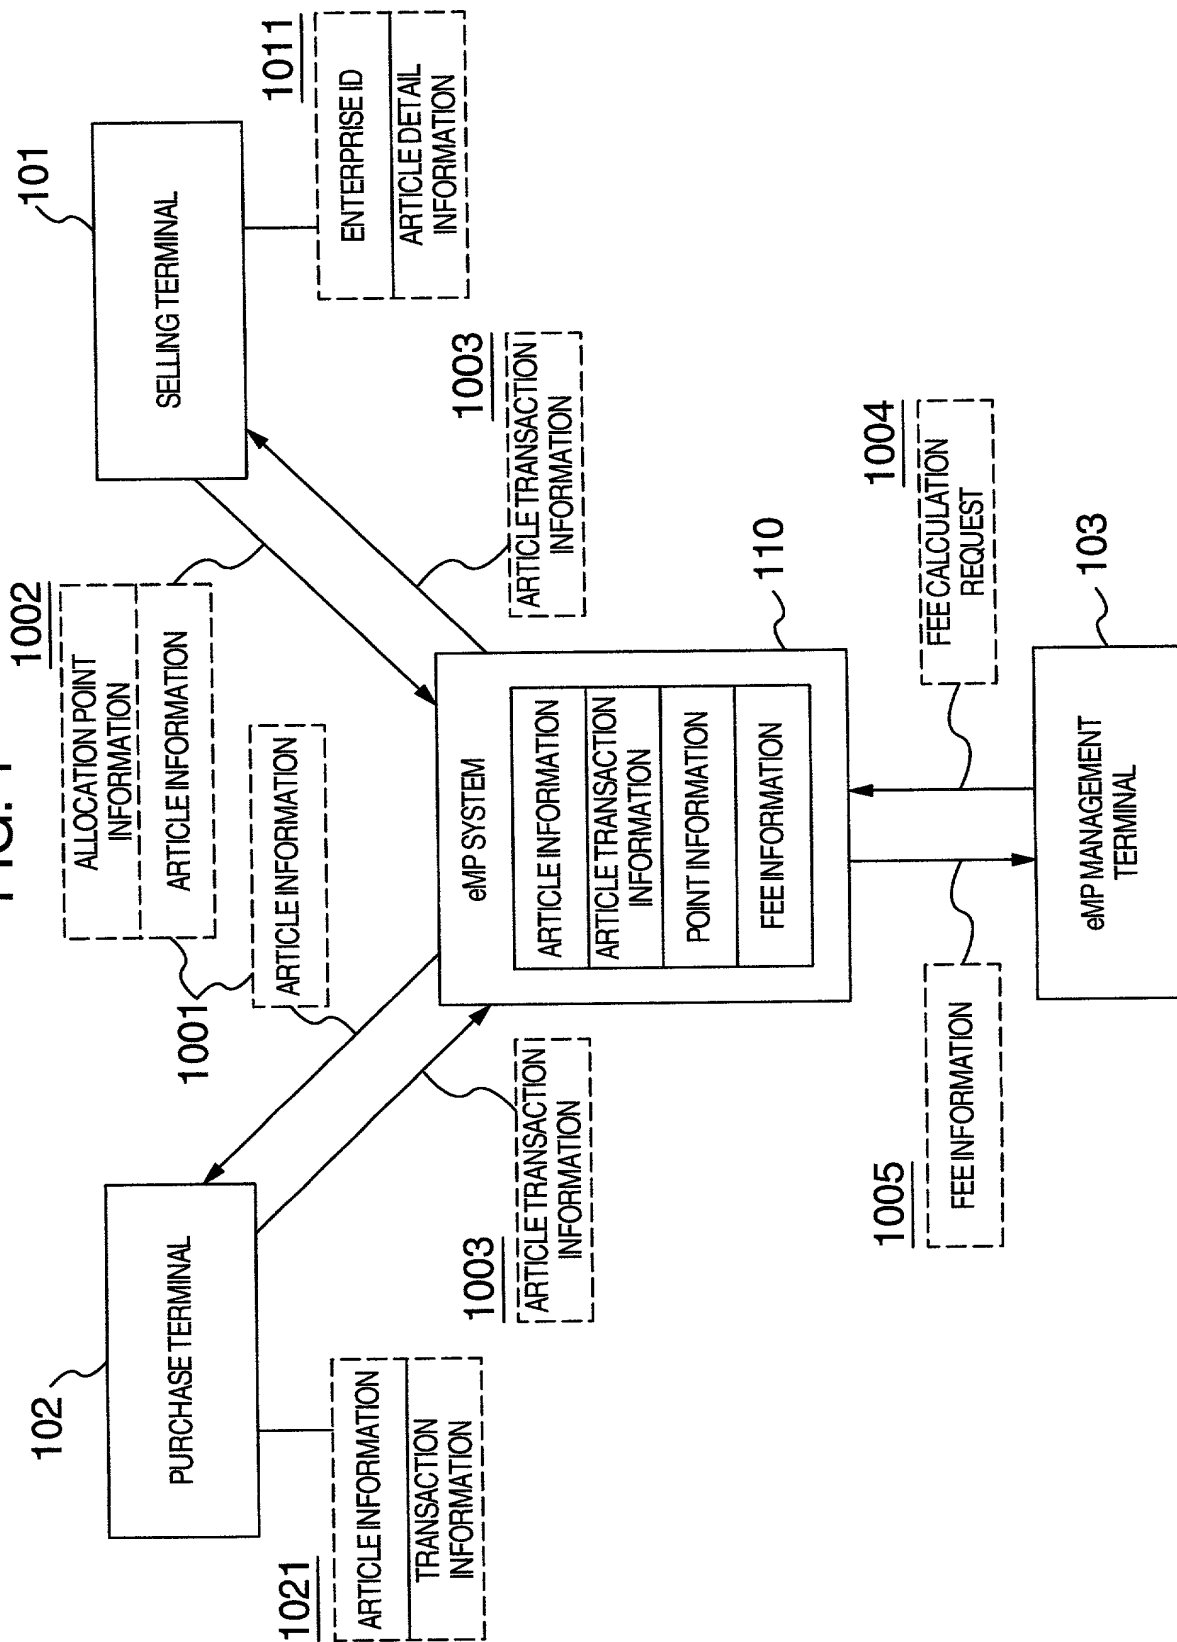 FIG. 1
102
PURCHASE TERMINAL
1021
ARTICLE INFORMATION
TRANSACTION
INFORMATION
1001
ARTICLE INFORMATION
1002
ALLOCATION POINT
INFORMATION
ARTICLE INFORMATION
101
SELLING TERMINAL
1011
ENTERPRISE ID
ARTICLE DETAIL
INFORMATION
1003
ARTICLE TRANSACTION
INFORMATION
1003
ARTICLE TRANSACTION
INFORMATION
110
eMP SYSTEM
ARTICLE INFORMATION
ARTICLE TRANSACTION
INFORMATION
POINT INFORMATION
FEE INFORMATION
1005
FEE INFORMATION
1004
FEE CALCULATION
REQUEST
103
eMP MANAGEMENT
TERMINAL